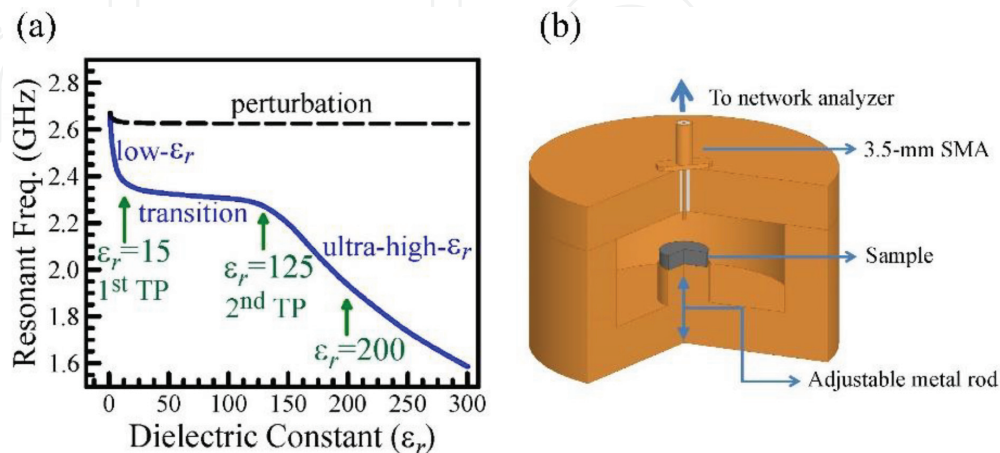 (a)
Resonant Freq. (GHz)
2.8
2.6
2.4
2.2
2.0
1.8
1.6
perturbation
low-εr
transition
ultra-high-εr
εr=15
1st TP
εr=125
2nd TP
εr=200
0
50
100
150
200
250
300
Dielectric Constant (εr)
(b)
To network analyzer
3.5-mm SMA
Sample
Adjustable metal rod